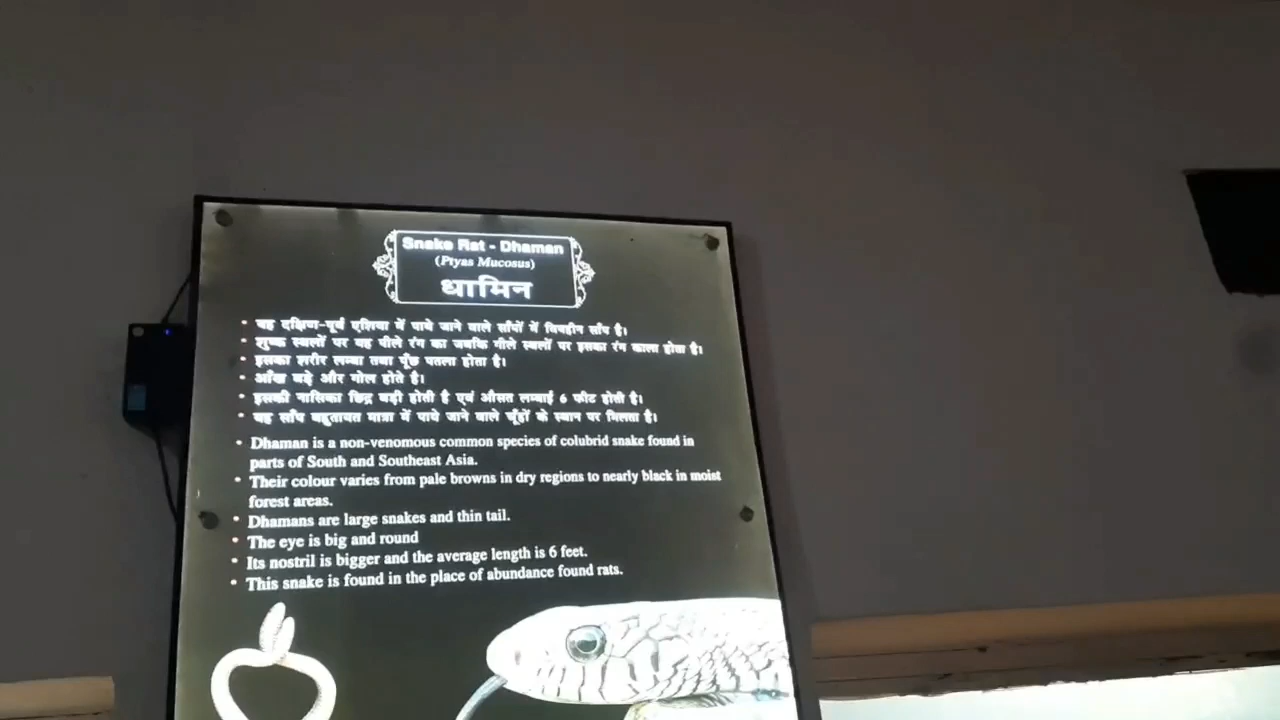 Snake Rat - Dhaman
(Ptyas Mucosus)
धामिन
• यह दक्षिण-पूर्व एशिया में पाये जाने वाले साँपों में विषहीन साँप है।
• शुष्क स्थलों पर यह पीले रंग का जबकि गीले स्थलों पर इसका रंग काला होता है।
• इसका शरीर लम्बा तथा पूँछ पतला होता है।
• आँख बड़े और गोल होते है।
• इसकी नासिका छिद्र बड़ी होती है एवं औसत लम्बाई 6 फीट होती है।
• यह साँप बहुतायत मात्रा में पाये जाने वाले चूँहों के स्थान पर मिलता है।
• Dhaman is a non-venomous common species of colubrid snake found in
parts of South and Southeast Asia.
• Their colour varies from pale browns in dry regions to nearly black in moist
forest areas.
• Dhamans are large snakes and thin tail.
• The eye is big and round
• Its nostril is bigger and the average length is 6 feet.
• This snake is found in the place of abundance found rats.